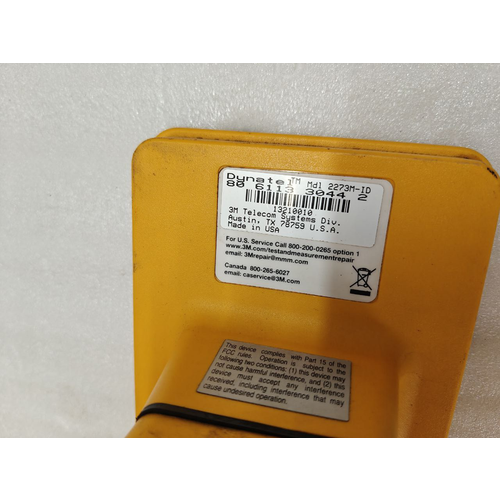 Dynatel™ Mdl 2273M-ID
80 6113 3044 2
13210010
3M Telecom Systems Div.
Austin, TX 78759 U.S.A.
Made in USA
For U.S. Service Call 800-200-0265 option 1
www.3M.com/testandmeasurementrepair
email: 3Mrepair@mmm.com
Canada 800-265-6027
email: caservice@3M.com
This device complies with Part 15 of the
FCC rules. Operation is subject to the
following two conditions: (1) this device may
not cause harmful interference, and (2) this
device must accept any interference
received, including interference that may
cause undesired operation.